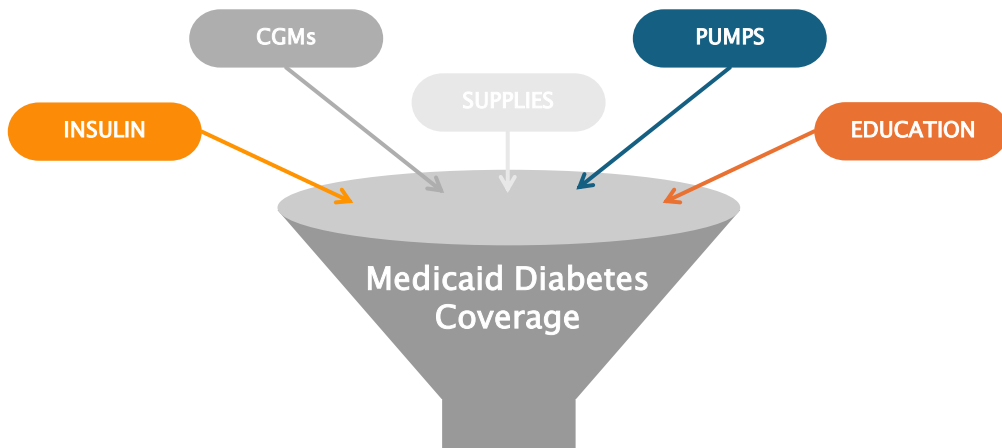 CGMs
PUMPS
SUPPLIES
INSULIN
EDUCATION
Medicaid Diabetes
Coverage